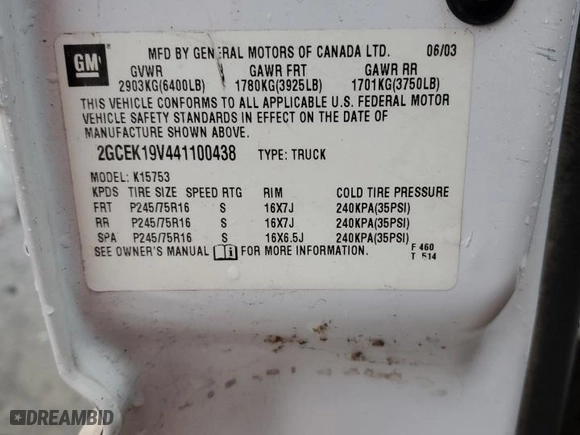 GM
MFD BY GENERAL MOTORS OF CANADA LTD. 06/03
GVWR GAWR FRT GAWR RR
2903KG(6400LB) 1780KG(3925LB) 1701KG(3750LB)
THIS VEHICLE CONFORMS TO ALL APPLICABLE U.S. FEDERAL MOTOR
VEHICLE SAFETY STANDARDS IN EFFECT ON THE DATE OF
MANUFACTURE SHOWN ABOVE.
2GCEK19V441100438 TYPE: TRUCK
MODEL: K15753
KPDS TIRE SIZE SPEED RTG RIM COLD TIRE PRESSURE
FRT P245/75R16 S 16X7J 240KPA(35PSI)
RR P245/75R16 S 16X7J 240KPA(35PSI)
SPA P245/75R16 S 16X6.5J 240KPA(35PSI)
SEE OWNER'S MANUAL FOR MORE INFORMATION
F 460
T 514
DREAMBID